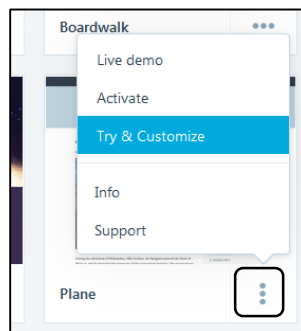 Boardwalk
Live demo
Activate
Try & Customize
Info
Support
Plane